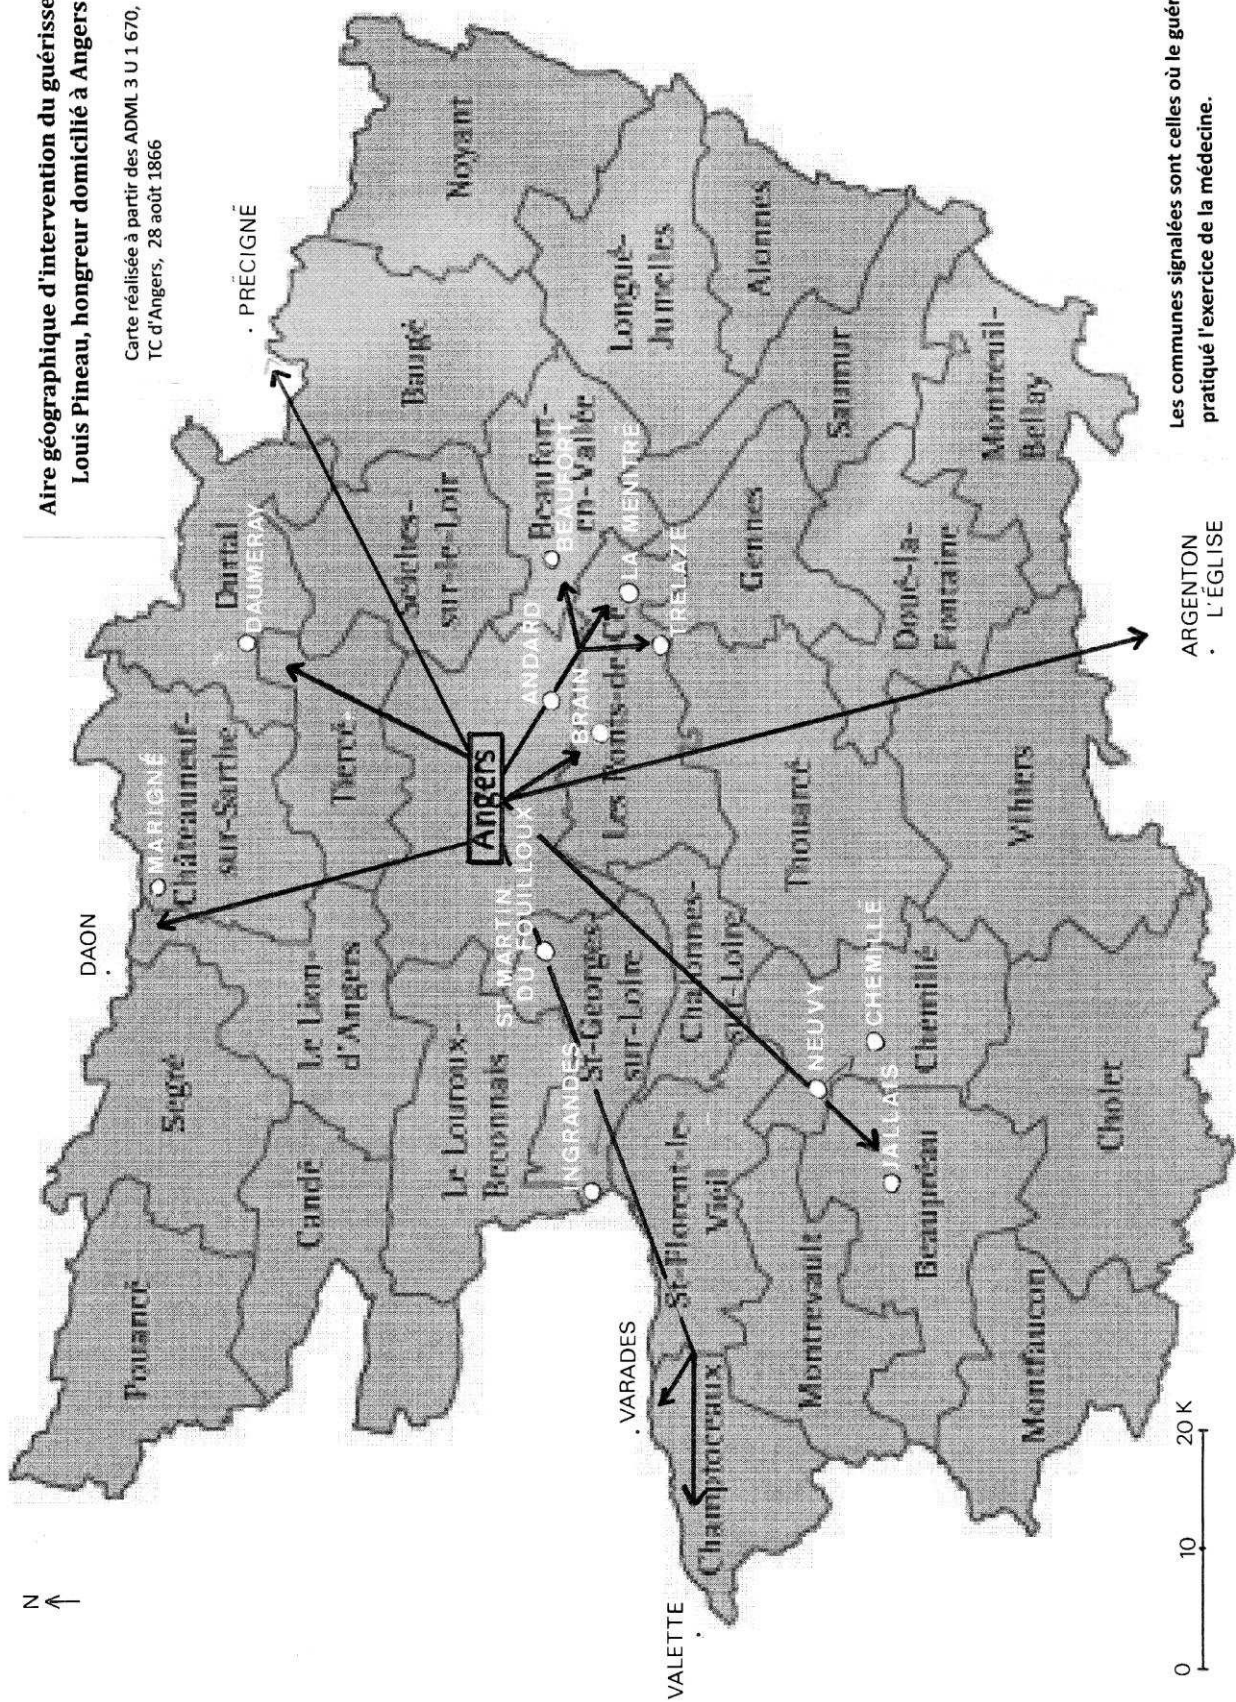 Aire géographique d'intervention du guérisse
Louis Pineau, hongreur domicilié à Angers
Carte réalisée à partir des ADML 3 U 1 670,
TC d'Angers, 28 août 1866
N
DAON
PRÉCIGNÉ
MARIGNÉ
DAUMERAY
Pouancé
Segré
Châteauneuf-
sur-Sarthe
Durtal
Candé
Le Lion-
d'Angers
Tiercé
Baugé
Noyant
Seiches-
sur-le-Loir
Le Louroux-
Beconnais
Angers
ST MARTIN
DU FOUILLOUX
ANDARD
BRAIN
Beaufort-
en-Vallée
BEAUFORT
LA MENITRE
TRELAZE
Longué-
Jumelles
INGRANDES
St-Georges-
sur-Loire
Les Ponts-de-Cé
Allonnes
VARADES
St-Florent-le-
Vieil
Chalonnes-
sur-Loire
Gennes
VALETTE
Champtoceaux
Montrevault
NEUVY
JALLAIS
CHEMILLE
Thouarcé
Saumur
Beaupréau
Chemillé
Doué-la-
Fontaine
Montreuil-
Bellay
Montfaucon
Cholet
Vihiers
ARGENTON
L'ÉGLISE
0 10 20 K
Les communes signalées sont celles où le guér
pratiqué l'exercice de la médecine.